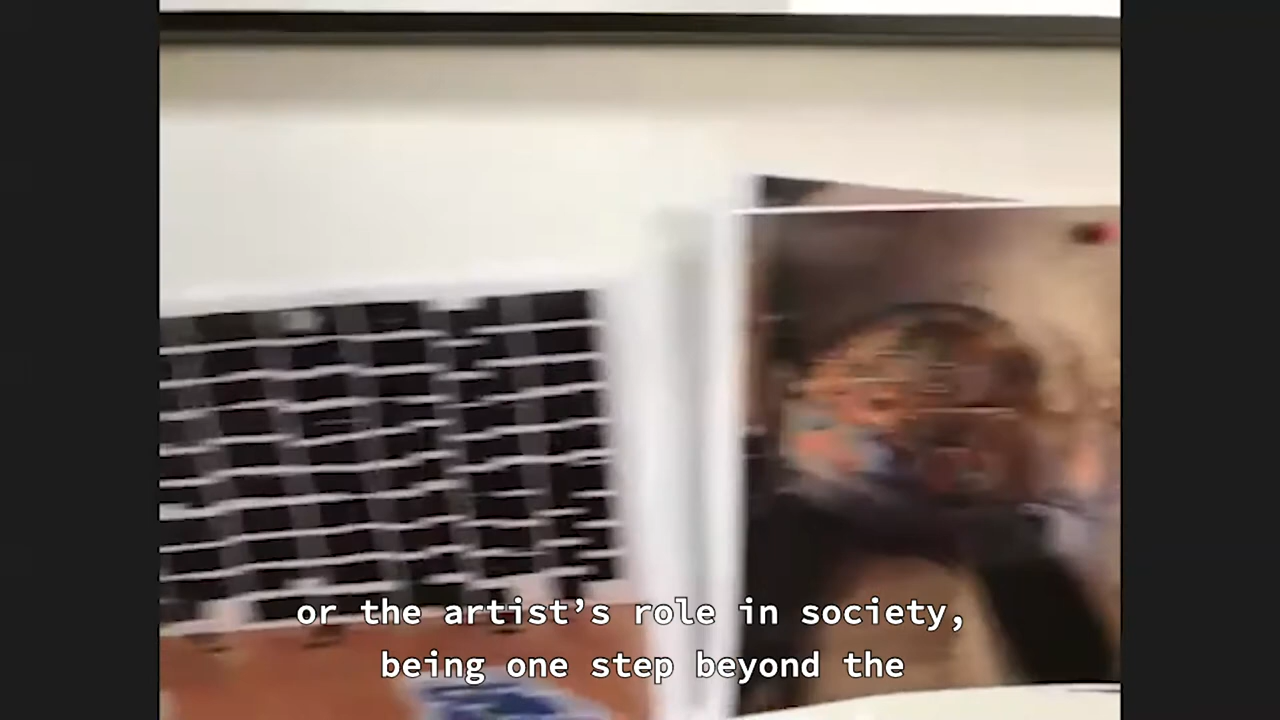 or the artist’s role in society,
being one step beyond the